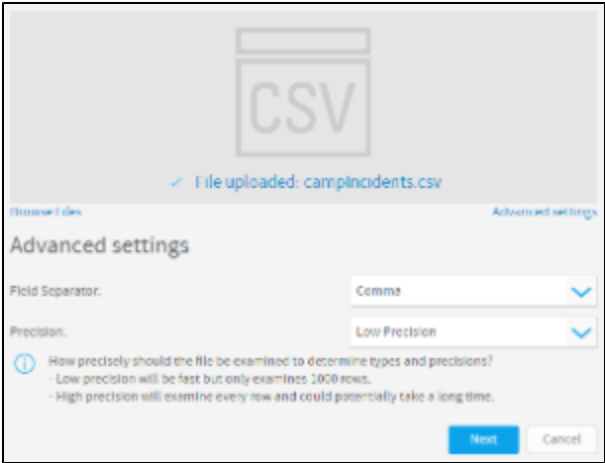 CSV
File uploaded: campIncidents.csv
Browse Files
Advanced settings
Advanced settings
Field Separator:
Comma
Precision:
Low Precision
How precisely should the file be examined to determine types and precisions?
- Low precision will be fast but only examines 1000 rows.
- High precision will examine every row and could potentially take a long time.
Next
Cancel